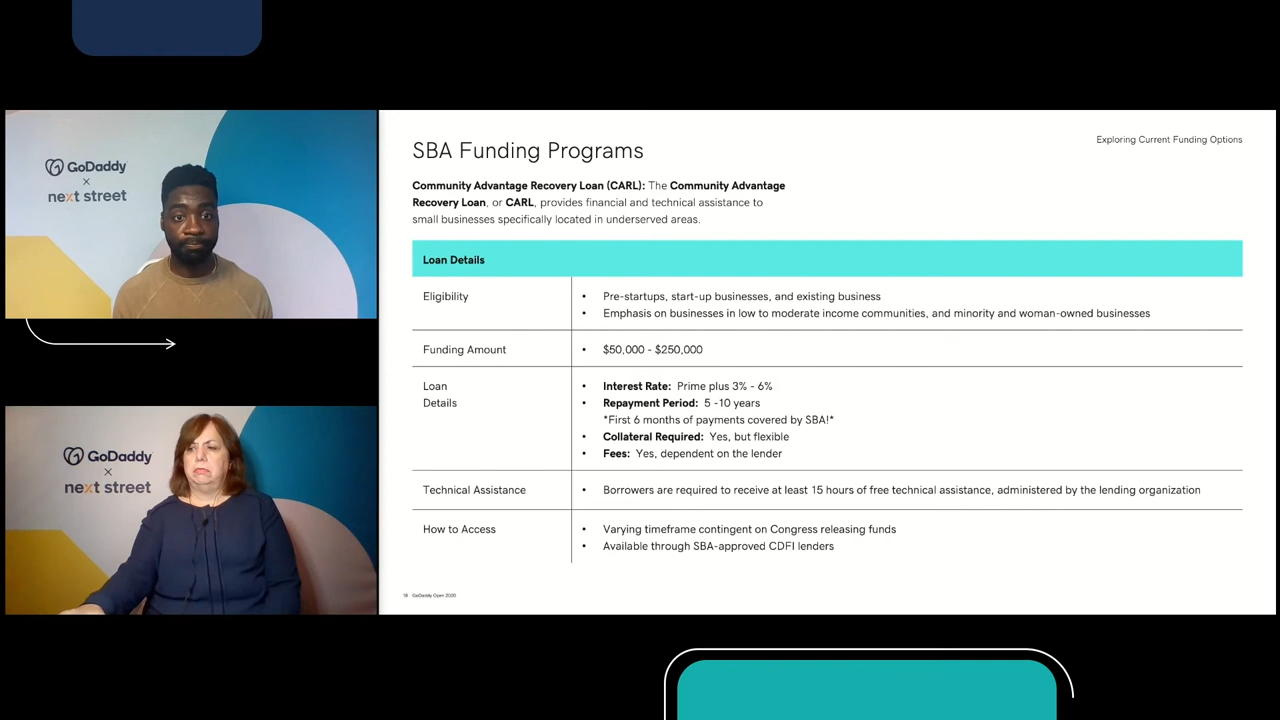 GoDaddy
×
next street
GoDaddy
×
next street
SBA Funding Programs
Exploring Current Funding Options
Community Advantage Recovery Loan (CARL): The Community Advantage
Recovery Loan, or CARL, provides financial and technical assistance to
small businesses specifically located in underserved areas.
Loan Details
Eligibility
• Pre-startups, start-up businesses, and existing business
• Emphasis on businesses in low to moderate income communities, and minority and woman-owned businesses
Funding Amount
• $50,000 - $250,000
Loan
Details
• Interest Rate: Prime plus 3% - 6%
• Repayment Period: 5 -10 years
*First 6 months of payments covered by SBA!*
• Collateral Required: Yes, but flexible
• Fees: Yes, dependent on the lender
Technical Assistance
• Borrowers are required to receive at least 15 hours of free technical assistance, administered by the lending organization
How to Access
• Varying timeframe contingent on Congress releasing funds
• Available through SBA-approved CDFI lenders
18 GoDaddy Open 2020